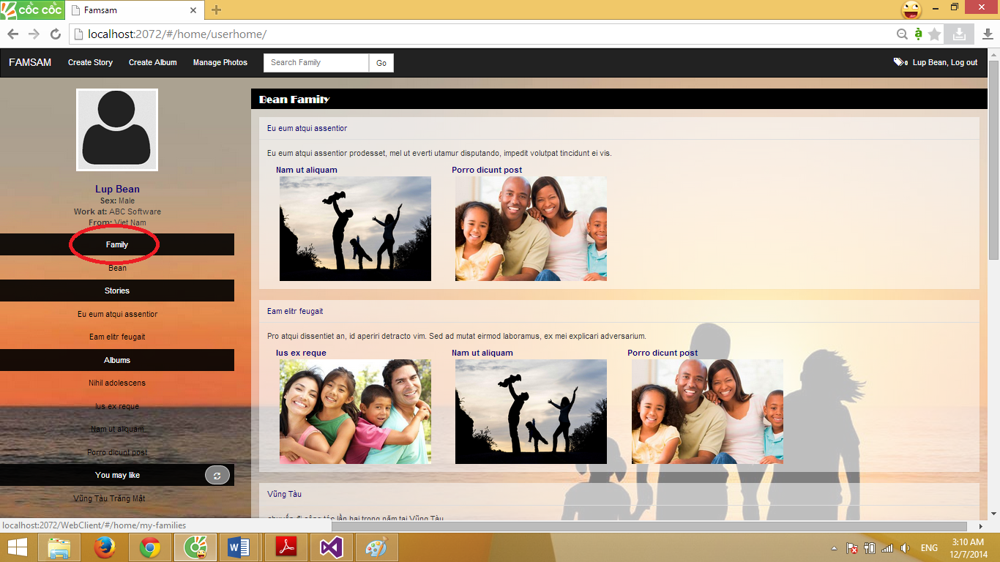 cốc cốc
Famsam
localhost:2072/#/home/userhome/
FAMSAM Create Story Create Album Manage Photos Search Family Go 0 Lup Bean, Log out
Lup Bean
Sex: Male
Work at: ABC Software
From: Viet Nam
Family
Bean
Stories
Eu eum atqui assentior
Eam elitr feugait
Albums
Nihil adolescens
Ius ex reque
Nam ut aliquam
Porro dicunt post
You may like
Vũng Tàu Trăng Mật
Bean Family
Eu eum atqui assentior
Eu eum atqui assentior prodesset, mel ut everti utamur disputando, impedit volutpat tincidunt ei vis.
Nam ut aliquam Porro dicunt post
Eam elitr feugait
Pro atqui dissentiet an, id aperiri detracto vim. Sed ad mutat eirmod laboramus, ex mei explicari adversarium.
Ius ex reque Nam ut aliquam Porro dicunt post
Vũng Tàu
chuyến đi công tác lần hai trong năm tại Vũng Tàu
localhost:2072/WebClient/#/home/my-families
ENG
3:10 AM
12/7/2014